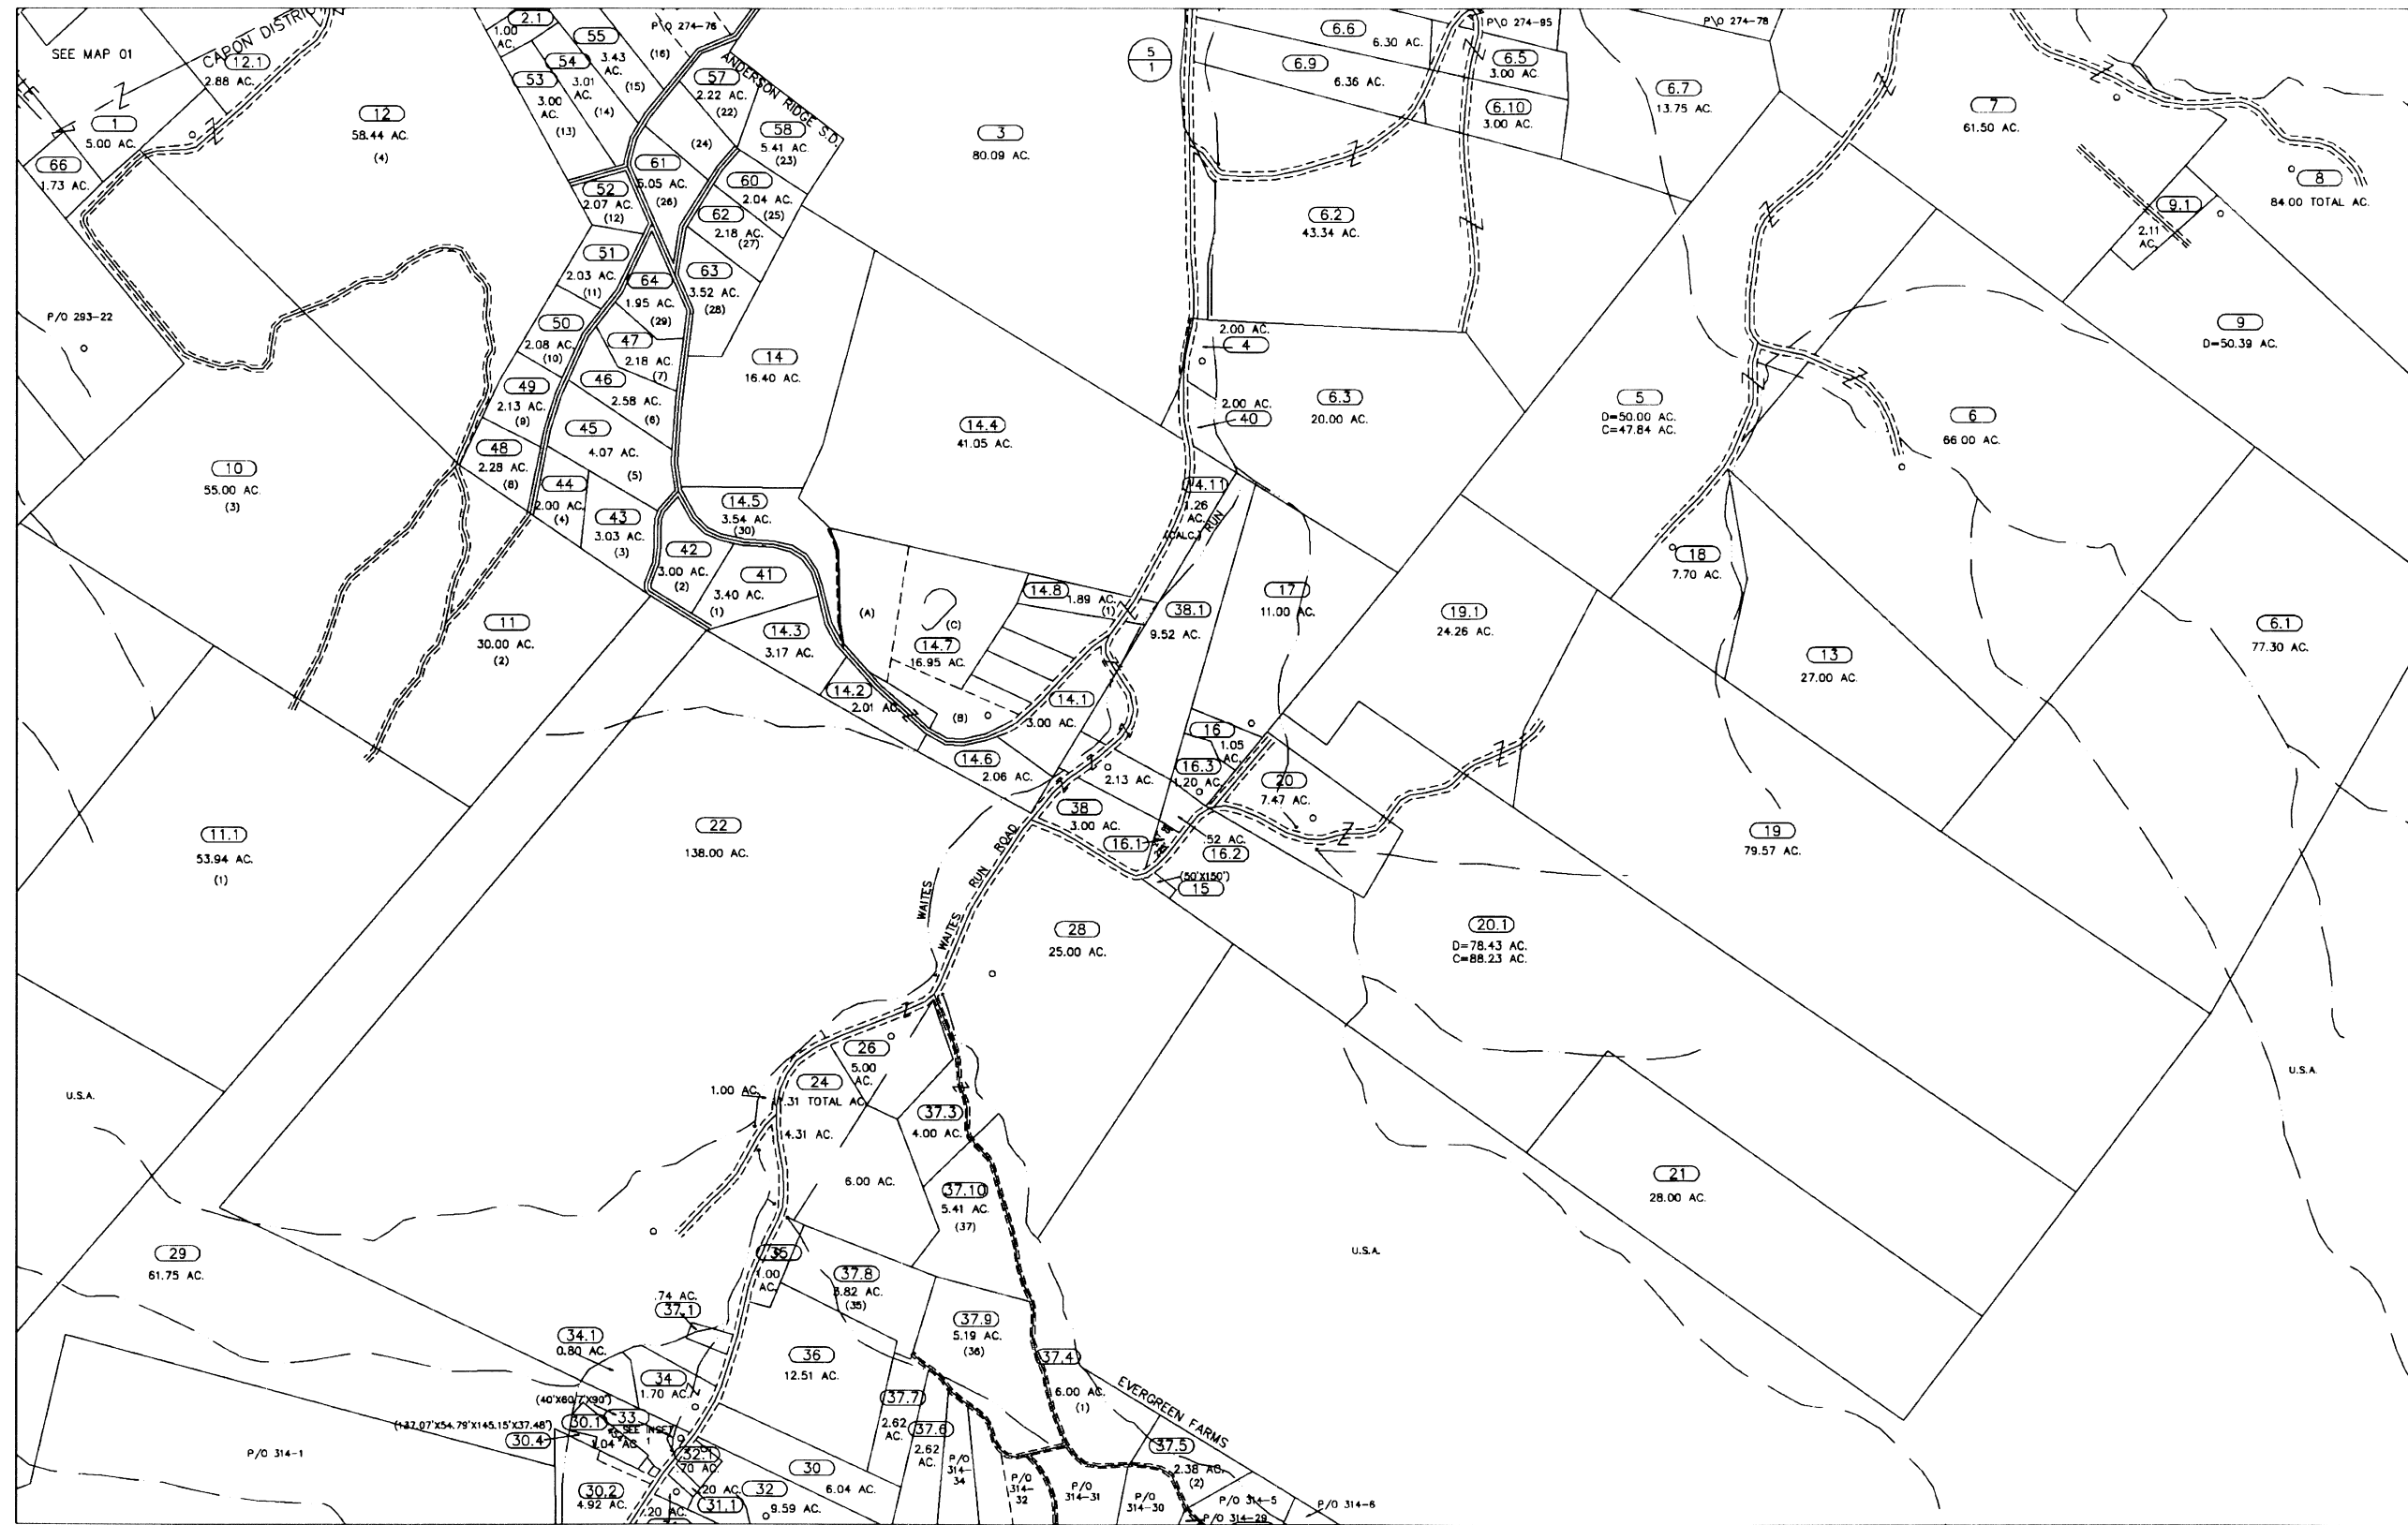 SEE MAP 01
CAPON DISTRICT
12.1
2.88 AC.
1
5.00 AC.
66
1.73 AC.
12
58.44 AC.
(4)
P/O 293-22
10
55.00 AC.
(3)
2.1
1.00
AC.
55
3.43
AC.
(15)
P\O 274-76
(16)
54
3.01
AC.
(14)
53
3.00
AC.
(13)
ANDERSON RIDGE S.D.
57
2.22 AC.
(22)
58
5.41 AC.
(23)
(24)
61
5.05 AC.
(26)
60
2.04 AC.
(25)
52
2.07 AC.
(12)
62
2.18 AC.
(27)
51
2.03 AC.
(11)
64
1.95 AC.
(29)
63
3.52 AC.
(28)
50
2.08 AC.
(10)
47
2.18 AC.
(7)
49
2.13 AC.
(9)
46
2.58 AC.
(6)
45
4.07 AC.
(5)
48
2.28 AC.
(8)
44
2.00 AC.
(4)
43
3.03 AC.
(3)
42
3.00 AC.
(2)
41
3.40 AC.
(1)
14
16.40 AC.
14.5
3.54 AC.
(30)
3
80.09 AC.
5
1
6.6
6.30 AC.
P\O 274-95
P\O 274-78
6.9
6.36 AC.
6.5
3.00 AC.
6.10
3.00 AC.
6.7
13.75 AC.
7
61.50 AC.
8
84.00 TOTAL AC.
9.1
2.11
AC.
6.2
43.34 AC.
9
D=50.39 AC.
2.00 AC.
4
2.00 AC.
40
6.3
20.00 AC.
5
D=50.00 AC.
C=47.84 AC.
6
66.00 AC.
14.4
41.05 AC.
14.11
1.26
AC.
(CALC.)
RUN
18
7.70 AC.
17
11.00 AC.
19.1
24.26 AC.
13
27.00 AC.
6.1
77.30 AC.
14.8
1.89 AC.
(1)
38.1
9.52 AC.
(A)
(C)
14.7
16.95 AC.
14.3
3.17 AC.
14.2
2.01 AC.
(B)
14.1
3.00 AC.
11
30.00 AC.
(2)
14.6
2.06 AC.
2.13 AC.
16
1.05
AC.
16.3
1.20 AC.
20
7.47 AC.
38
3.00 AC.
16.1
.52 AC.
16.2
(50'X150')
15
11.1
53.94 AC.
(1)
22
138.00 AC.
19
79.57 AC.
WAITES
WAITES RUN ROAD
28
25.00 AC.
20.1
D=78.43 AC.
C=88.23 AC.
U.S.A.
U.S.A.
26
5.00
AC.
24
.31 TOTAL AC.
1.00 AC.
4.31 AC.
37.3
4.00 AC.
21
28.00 AC.
6.00 AC.
37.10
5.41 AC.
(37)
29
61.75 AC.
35
1.00
AC.
37.8
3.82 AC.
(35)
U.S.A.
.74 AC.
37.1
37.9
5.19 AC.
(36)
34.1
0.80 AC.
36
12.51 AC.
37.4
6.00 AC.
(1)
34
1.70 AC.
EVERGREEN FARMS
(137.07'X54.79'X145.15'X37.48')
30.1
33
SEE INSET
1
30.4
1.04 AC.
37.7
2.62
AC.
37.6
2.62
AC.
P/O 314-1
32.1
.70 AC.
30
6.04 AC.
37.5
2.38 AC.
(2)
P/O
314-
34
P/O
314-
32
P/O
314-31
P/O
314-30
P/O 314-5
P/O 314-6
P/O 314-29
30.2
4.92 AC.
.20 AC.
31.1
32
9.59 AC.
.20 AC.